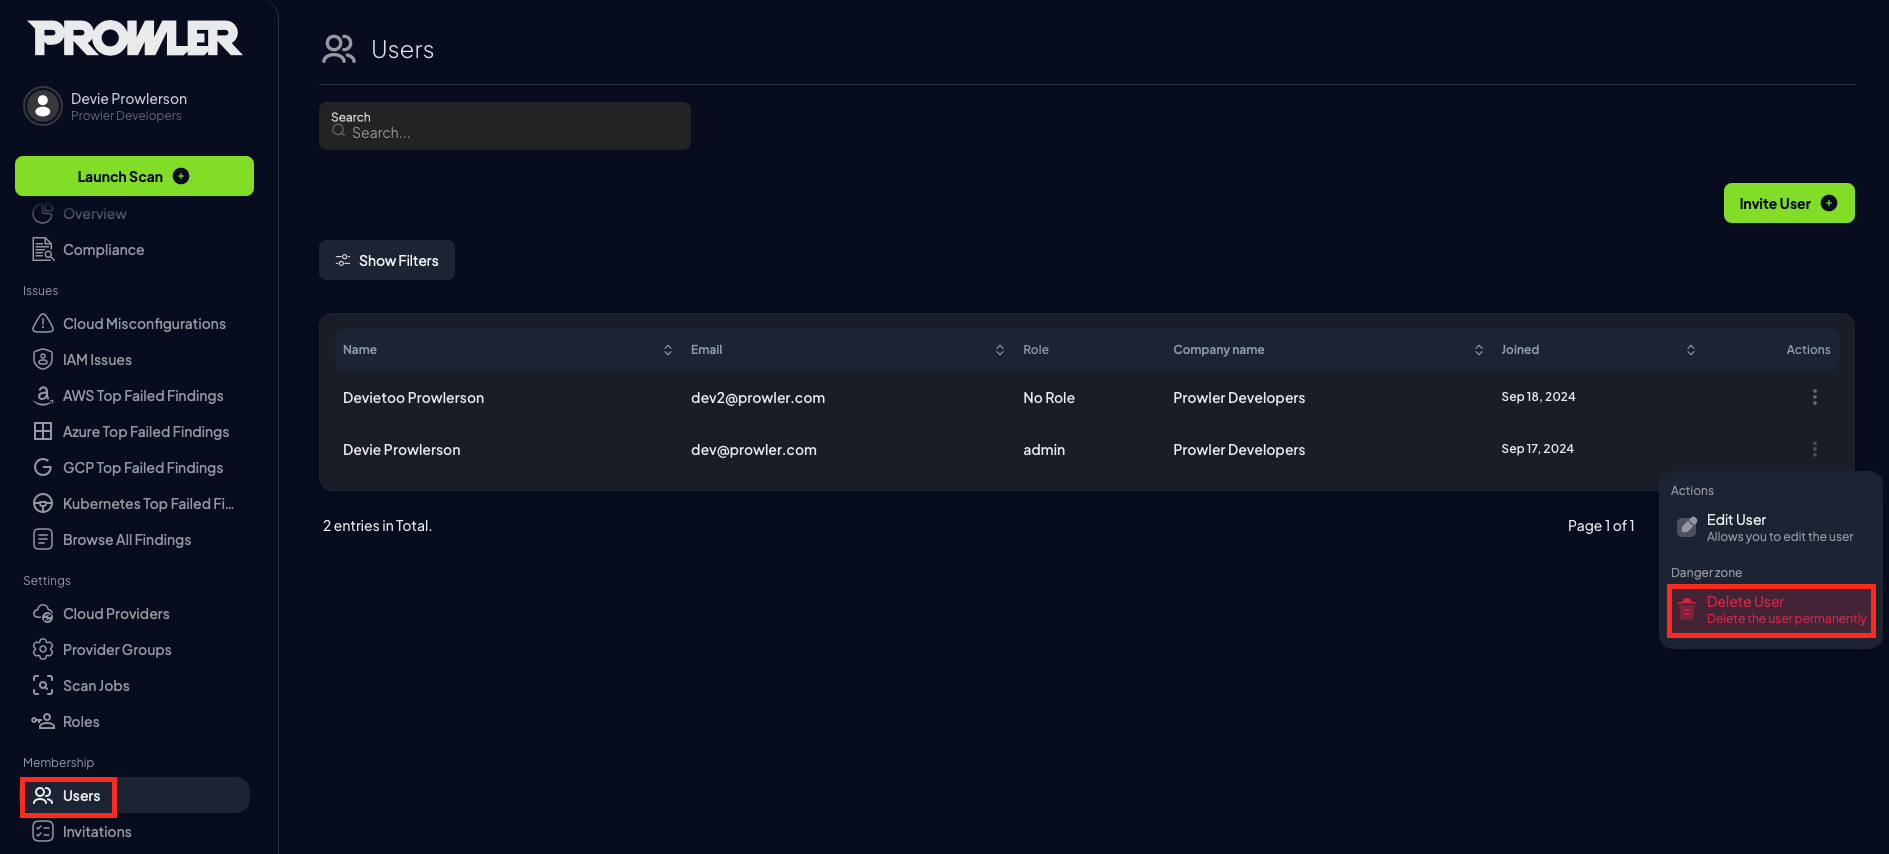 PROWLER
Devie Prowlerson
Prowler Developers
Launch Scan
Overview
Compliance
Issues
Cloud Misconfigurations
IAM Issues
AWS Top Failed Findings
Azure Top Failed Findings
GCP Top Failed Findings
Kubernetes Top Failed Fi...
Browse All Findings
Settings
Cloud Providers
Provider Groups
Scan Jobs
Roles
Membership
Users
Invitations
Users
Search
Search...
Invite User
Show Filters
Name Email Role Company name Joined Actions
Devietoo Prowlerson dev2@prowler.com No Role Prowler Developers Sep 18, 2024
Devie Prowlerson dev@prowler.com admin Prowler Developers Sep 17, 2024
2 entries in Total.
Page 1 of 1
Actions
Edit User
Allows you to edit the user
Danger zone
Delete User
Delete the user permanently